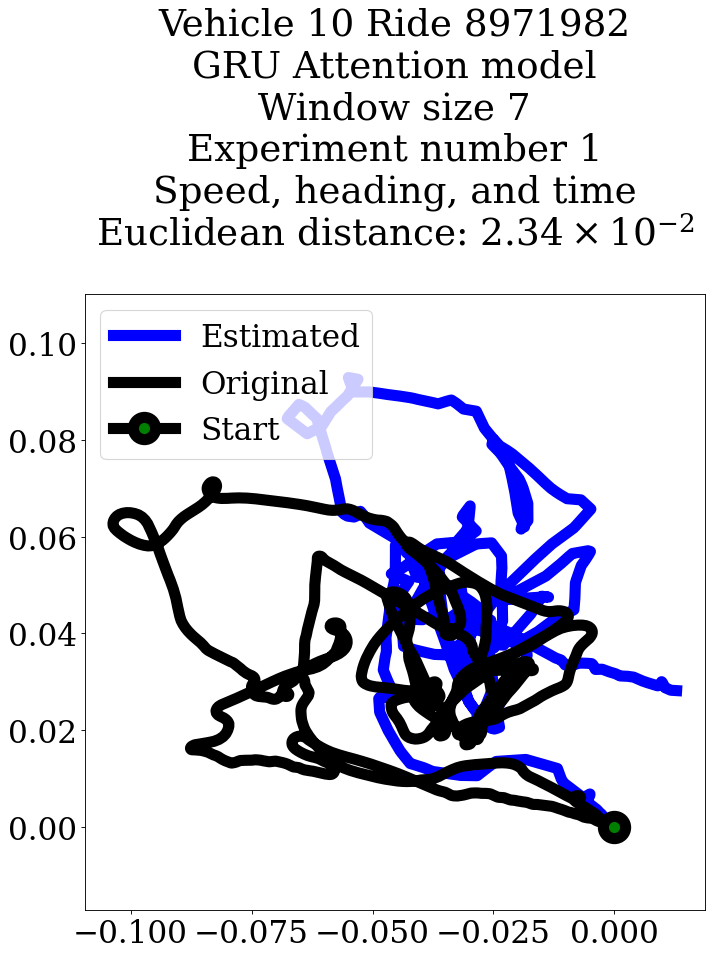 Vehicle 10 Ride 8971982
GRU Attention model
Window size 7
Experiment number 1
Speed, heading, and time
Euclidean distance: 2.34 × 10⁻²
Estimated
Original
Start
0.10
0.08
0.06
0.04
0.02
0.00
−0.100 −0.075 −0.050 −0.025 0.000